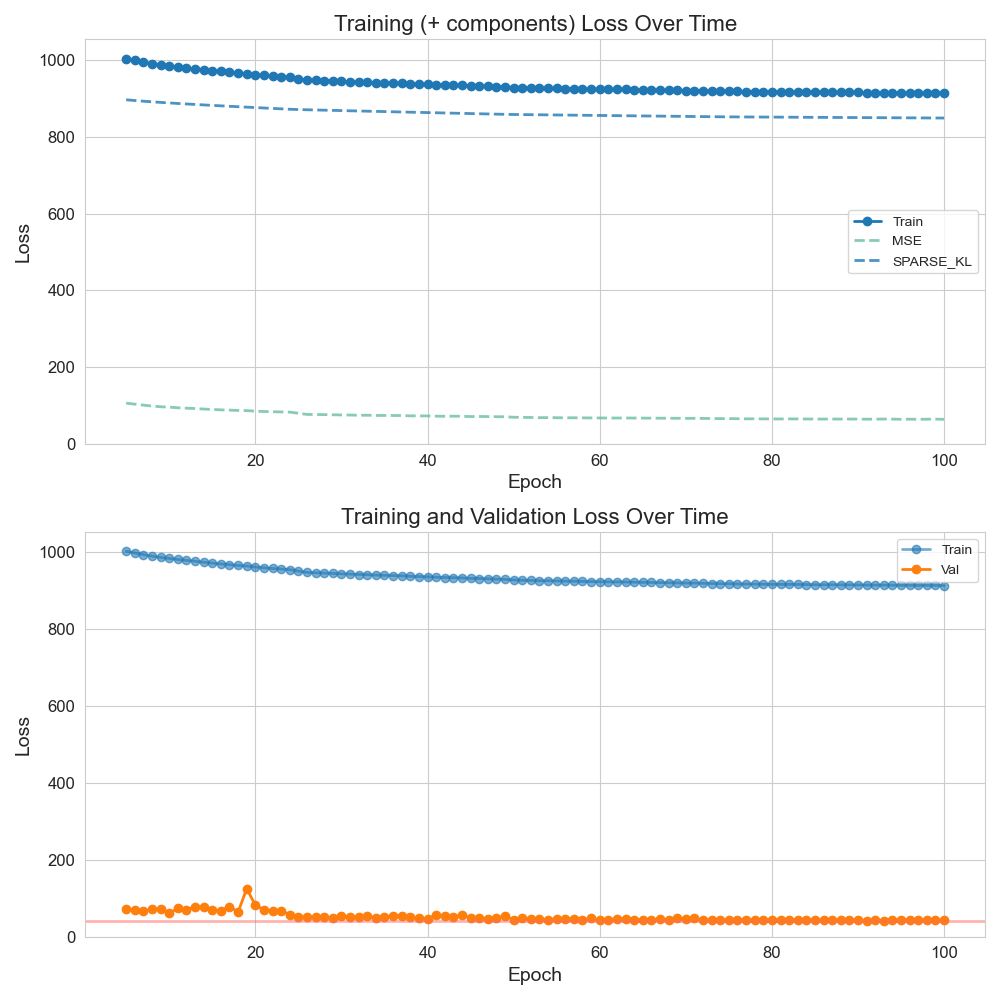 Training (+ components) Loss Over Time
1000
800
600
400
200
0
Loss
Train
MSE
SPARSE_KL
20 40 60 80 100
Epoch
Training and Validation Loss Over Time
1000
800
600
400
200
0
Loss
Train
Val
20 40 60 80 100
Epoch